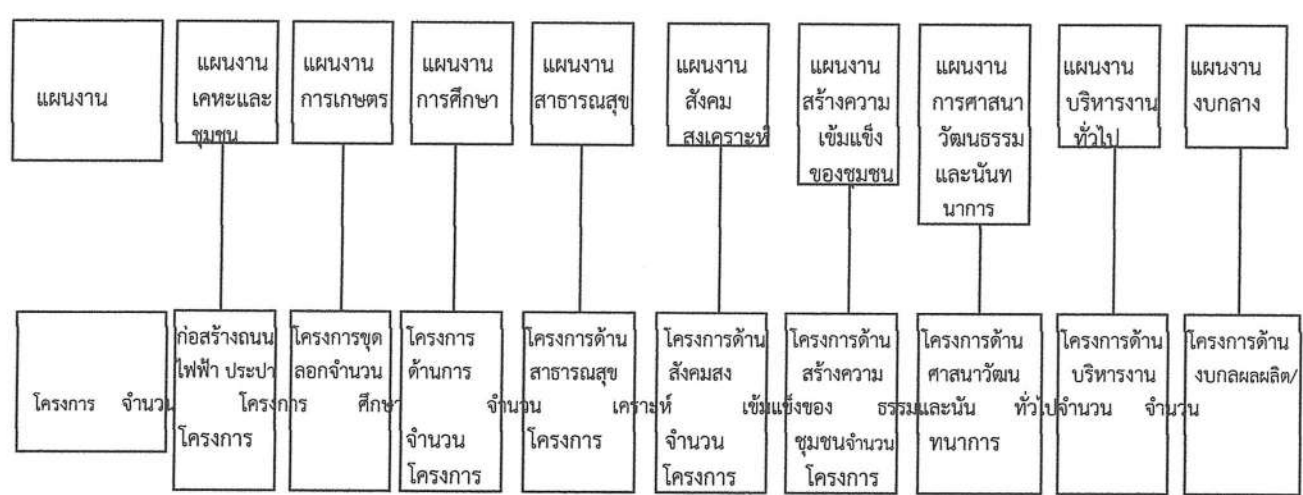 แผนงาน
แผนงาน
เคหะและ
ชุมชน
แผนงาน
การเกษตร
แผนงาน
การศึกษา
แผนงาน
สาธารณสุข
แผนงาน
สังคม
สงเคราะห์
แผนงาน
สร้างความ
เข้มแข็ง
ของชุมชน
แผนงาน
การศาสนา
วัฒนธรรม
และนันท
นาการ
แผนงาน
บริหารงาน
ทั่วไป
แผนงาน
งบกลาง
ก่อสร้างถนน โครงการขุด โครงการ โครงการด้าน โครงการด้าน โครงการด้าน โครงการด้าน โครงการด้าน โครงการด้าน
ไฟฟ้า ประปา ลอกจำนวน ด้านการ สาธารณสุข สังคมสง สร้างความ ศาสนาวัฒน บริหารงาน งบกลผลผลิต/
โครงการ จำนวน โครงการ ศึกษา จำนวน เคราะห์ เข้มแข็งของ ธรรมและนัน ทั่วไปจำนวน จำนวน
โครงการ จำนวน โครงการ จำนวน ชุมชนจำนวน ทนาการ
โครงการ โครงการ โครงการ